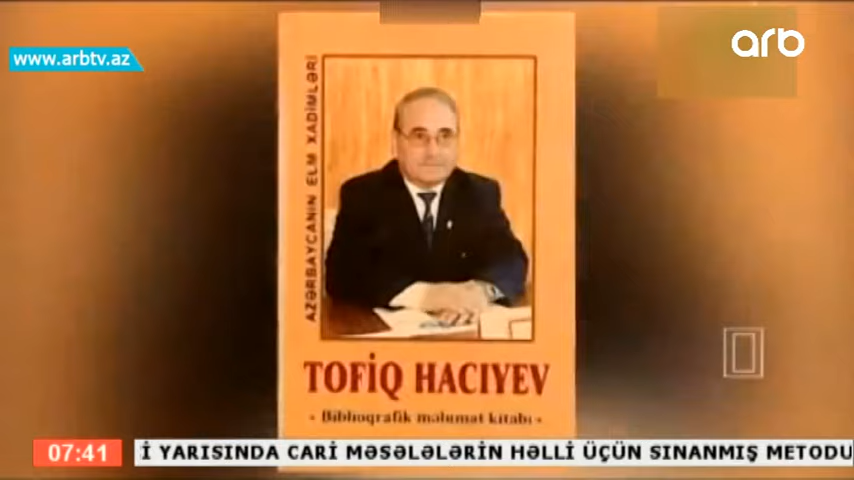 www.arbtv.az
arb
AZƏRBAYCANIN ELM XADİMLƏRİ
TOFİQ HACIYEV
- Biblioqrafik məlumat kitabı -
07:41
İ YARISINDA CARİ MƏSƏLƏLƏRİN HƏLLİ ÜÇÜN SINANMIŞ METODU